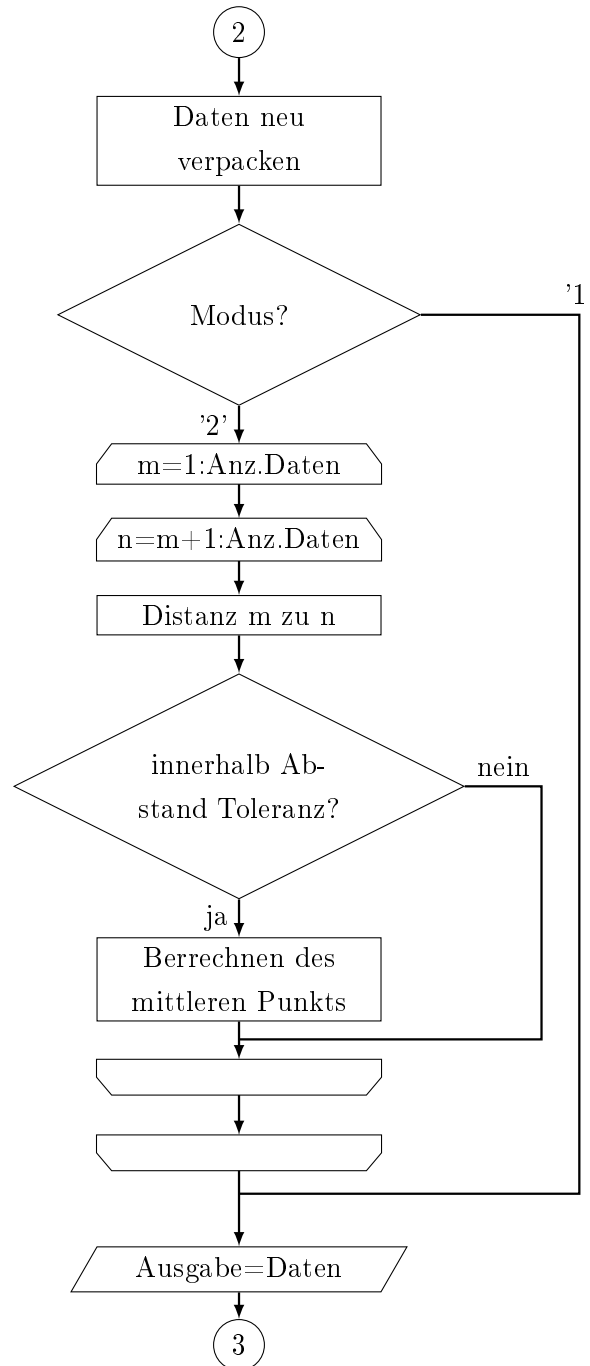 2
Daten neu
verpacken
Modus?
'1
'2'
m=1:Anz.Daten
n=m+1:Anz.Daten
Distanz m zu n
innerhalb Ab-
stand Toleranz?
nein
ja
Berrechnen des
mittleren Punkts
Ausgabe=Daten
3